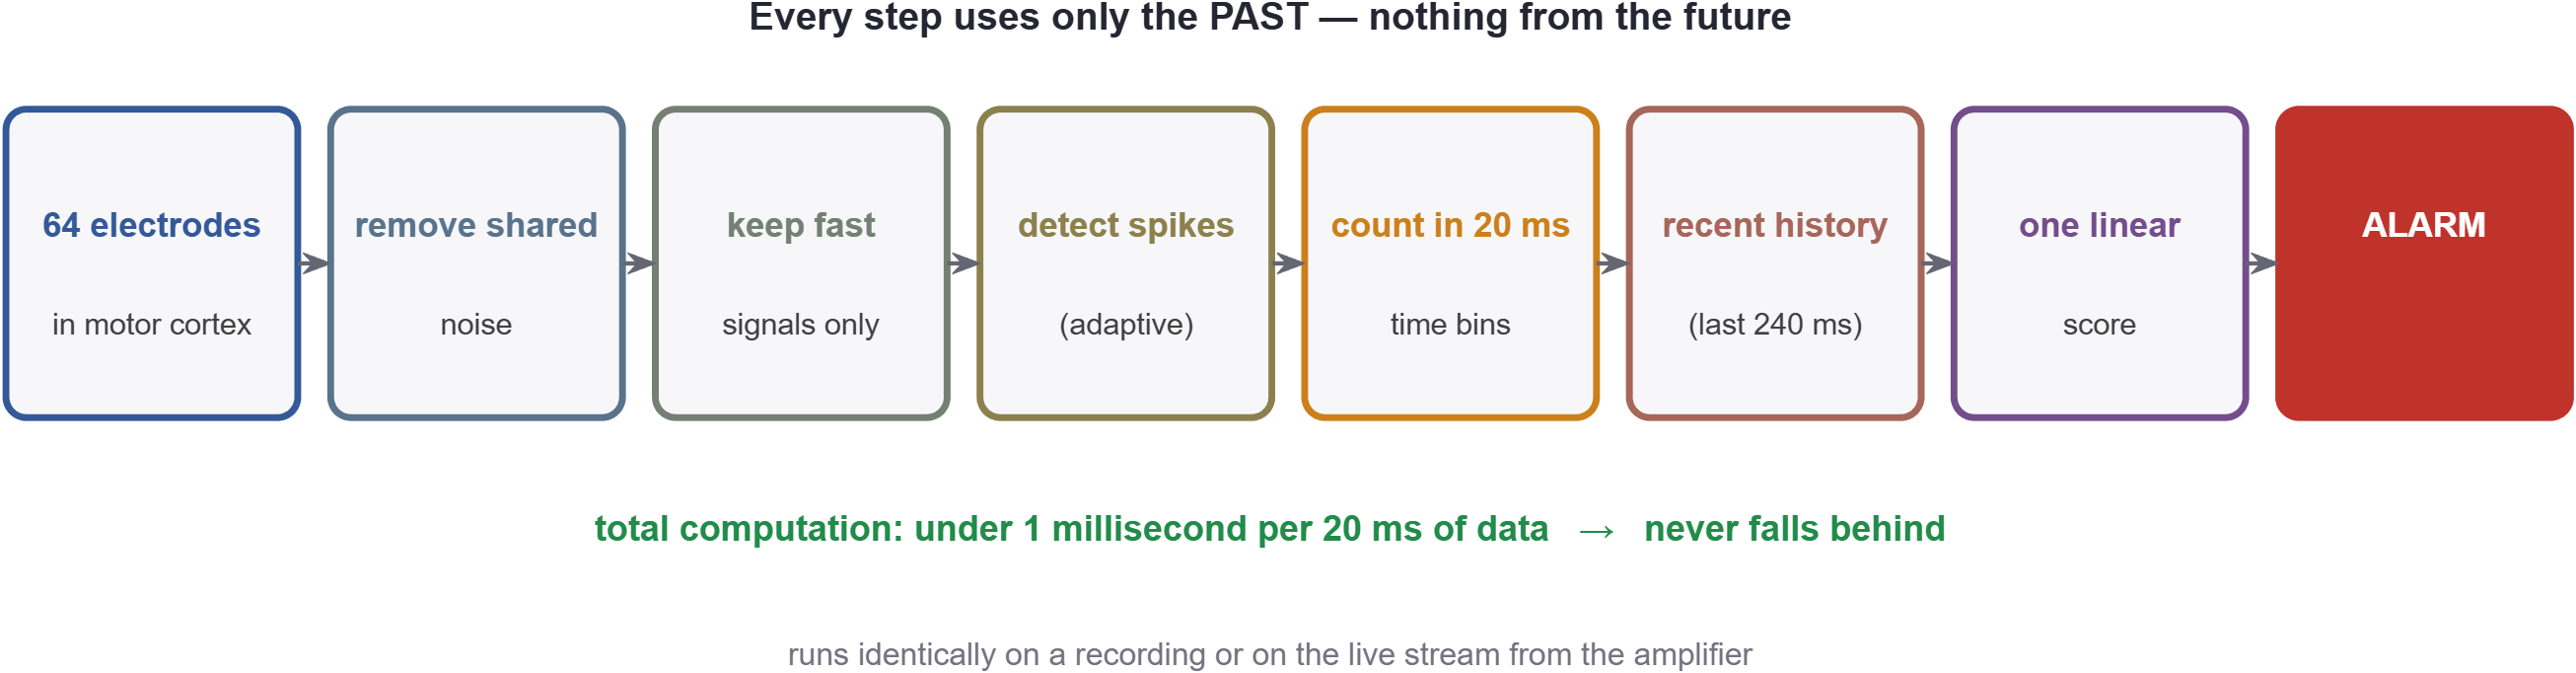 Every step uses only the PAST — nothing from the future
64 electrodes
in motor cortex
remove shared
noise
keep fast
signals only
detect spikes
(adaptive)
count in 20 ms
time bins
recent history
(last 240 ms)
one linear
score
ALARM
total computation: under 1 millisecond per 20 ms of data → never falls behind
runs identically on a recording or on the live stream from the amplifier